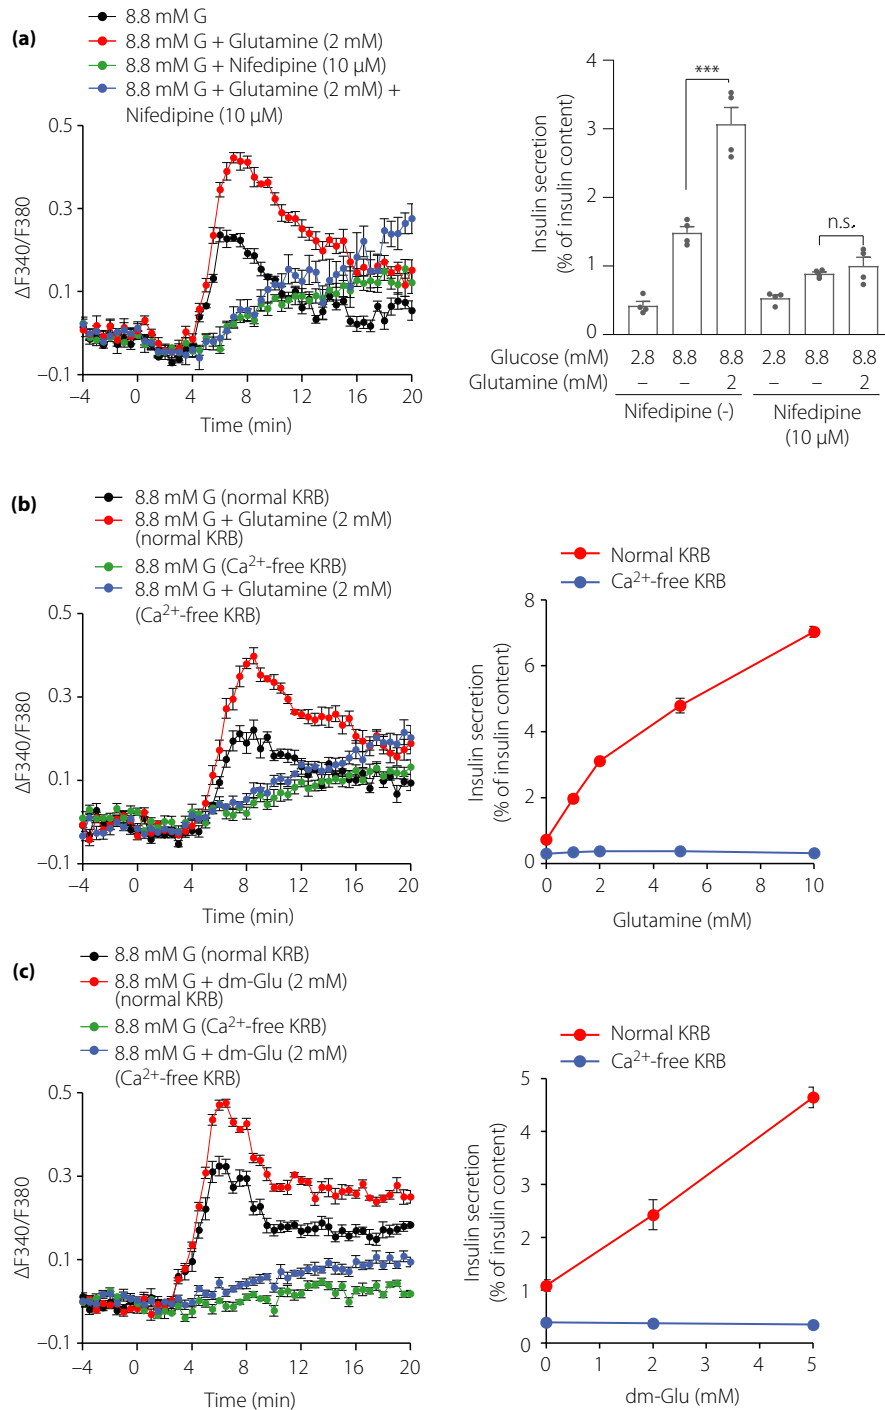 (a)
8.8 mM G
8.8 mM G + Glutamine (2 mM)
8.8 mM G + Nifedipine (10 µM)
8.8 mM G + Glutamine (2 mM) +
Nifedipine (10 µM)
0.5
0.3
0.1
−0.1
ΔF340/F380
−4 0 4 8 12 16 20
Time (min)
4
3
2
1
0
Insulin secretion
(% of insulin content)
***
n.s.
Glucose (mM) 2.8 8.8 8.8 2.8 8.8 8.8
Glutamine (mM) – – 2 – – 2
Nifedipine (-) Nifedipine
(10 µM)
(b)
8.8 mM G (normal KRB)
8.8 mM G + Glutamine (2 mM)
(normal KRB)
8.8 mM G (Ca2+-free KRB)
8.8 mM G + Glutamine (2 mM)
(Ca2+-free KRB)
0.5
0.3
0.1
−0.1
ΔF340/F380
−4 0 4 8 12 16 20
Time (min)
Normal KRB
Ca2+-free KRB
8
6
4
2
0
Insulin secretion
(% of insulin content)
0 2 4 6 8 10
Glutamine (mM)
(c)
8.8 mM G (normal KRB)
8.8 mM G + dm-Glu (2 mM)
(normal KRB)
8.8 mM G (Ca2+-free KRB)
8.8 mM G + dm-Glu (2 mM)
(Ca2+-free KRB)
0.5
0.3
0.1
−0.1
ΔF340/F380
−4 0 4 8 12 16 20
Time (min)
Normal KRB
Ca2+-free KRB
5
4
3
2
1
0
Insulin secretion
(% of insulin content)
0 1 2 3 4 5
dm-Glu (mM)